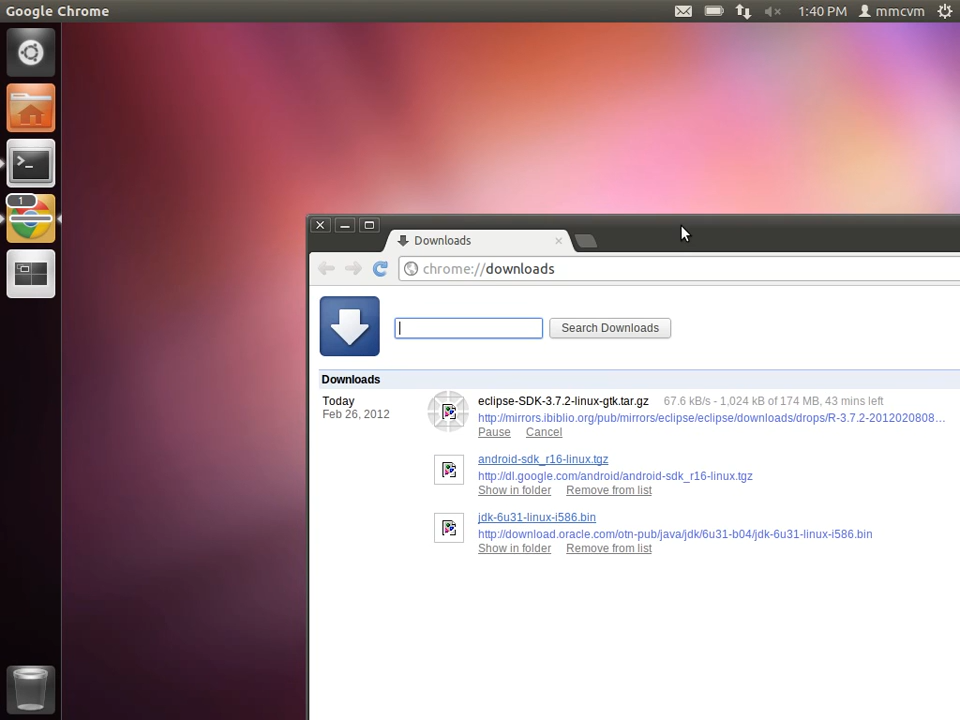 Google Chrome
1:40 PM mmcvm
1
Downloads
chrome://downloads
Search Downloads
Downloads
Today
Feb 26, 2012
eclipse-SDK-3.7.2-linux-gtk.tar.gz 67.6 kB/s - 1,024 kB of 174 MB, 43 mins left
http://mirrors.ibiblio.org/pub/mirrors/eclipse/eclipse/downloads/drops/R-3.7.2-2012020808...
Pause Cancel
android-sdk_r16-linux.tgz
http://dl.google.com/android/android-sdk_r16-linux.tgz
Show in folder Remove from list
jdk-6u31-linux-i586.bin
http://download.oracle.com/otn-pub/java/jdk/6u31-b04/jdk-6u31-linux-i586.bin
Show in folder Remove from list